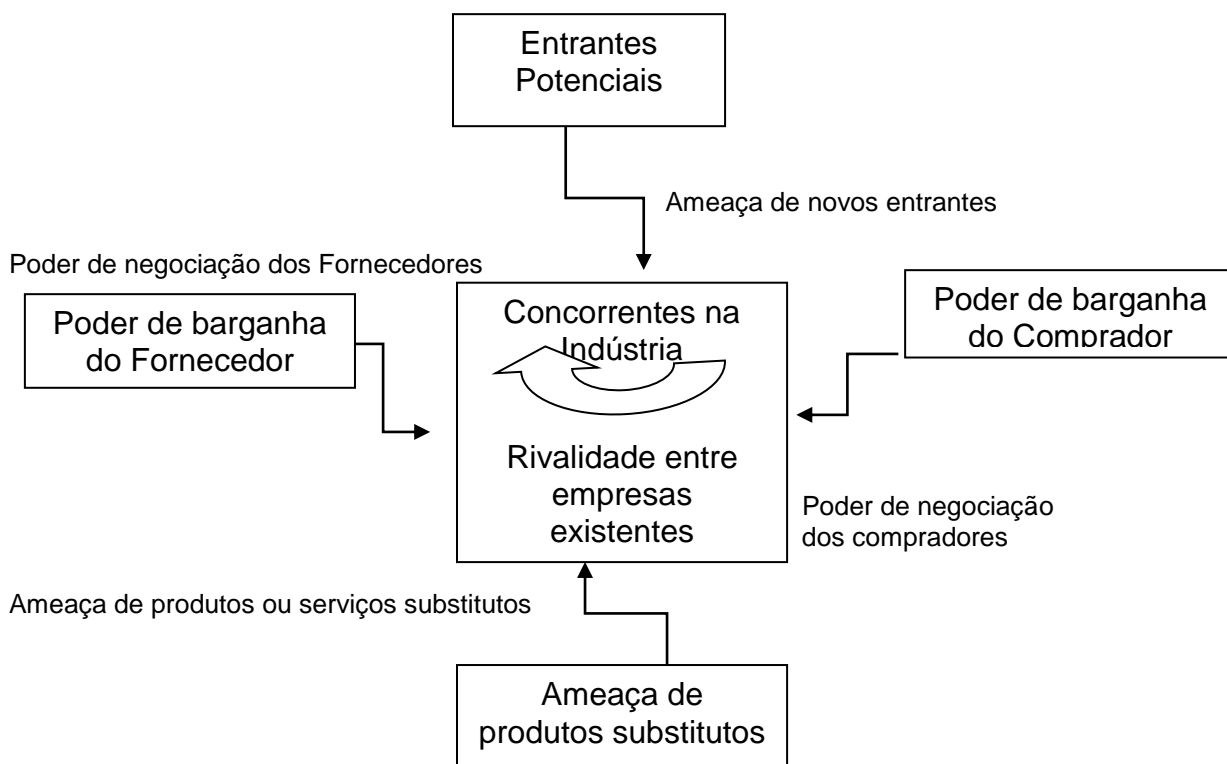 Entrantes
Potenciais
Ameaça de novos entrantes
Poder de negociação dos Fornecedores
Poder de barganha
do Fornecedor
Concorrentes na
Indústria
Rivalidade entre
empresas
existentes
Poder de barganha
do Comprador
Poder de negociação
dos compradores
Ameaça de produtos ou serviços substitutos
Ameaça de
produtos substitutos